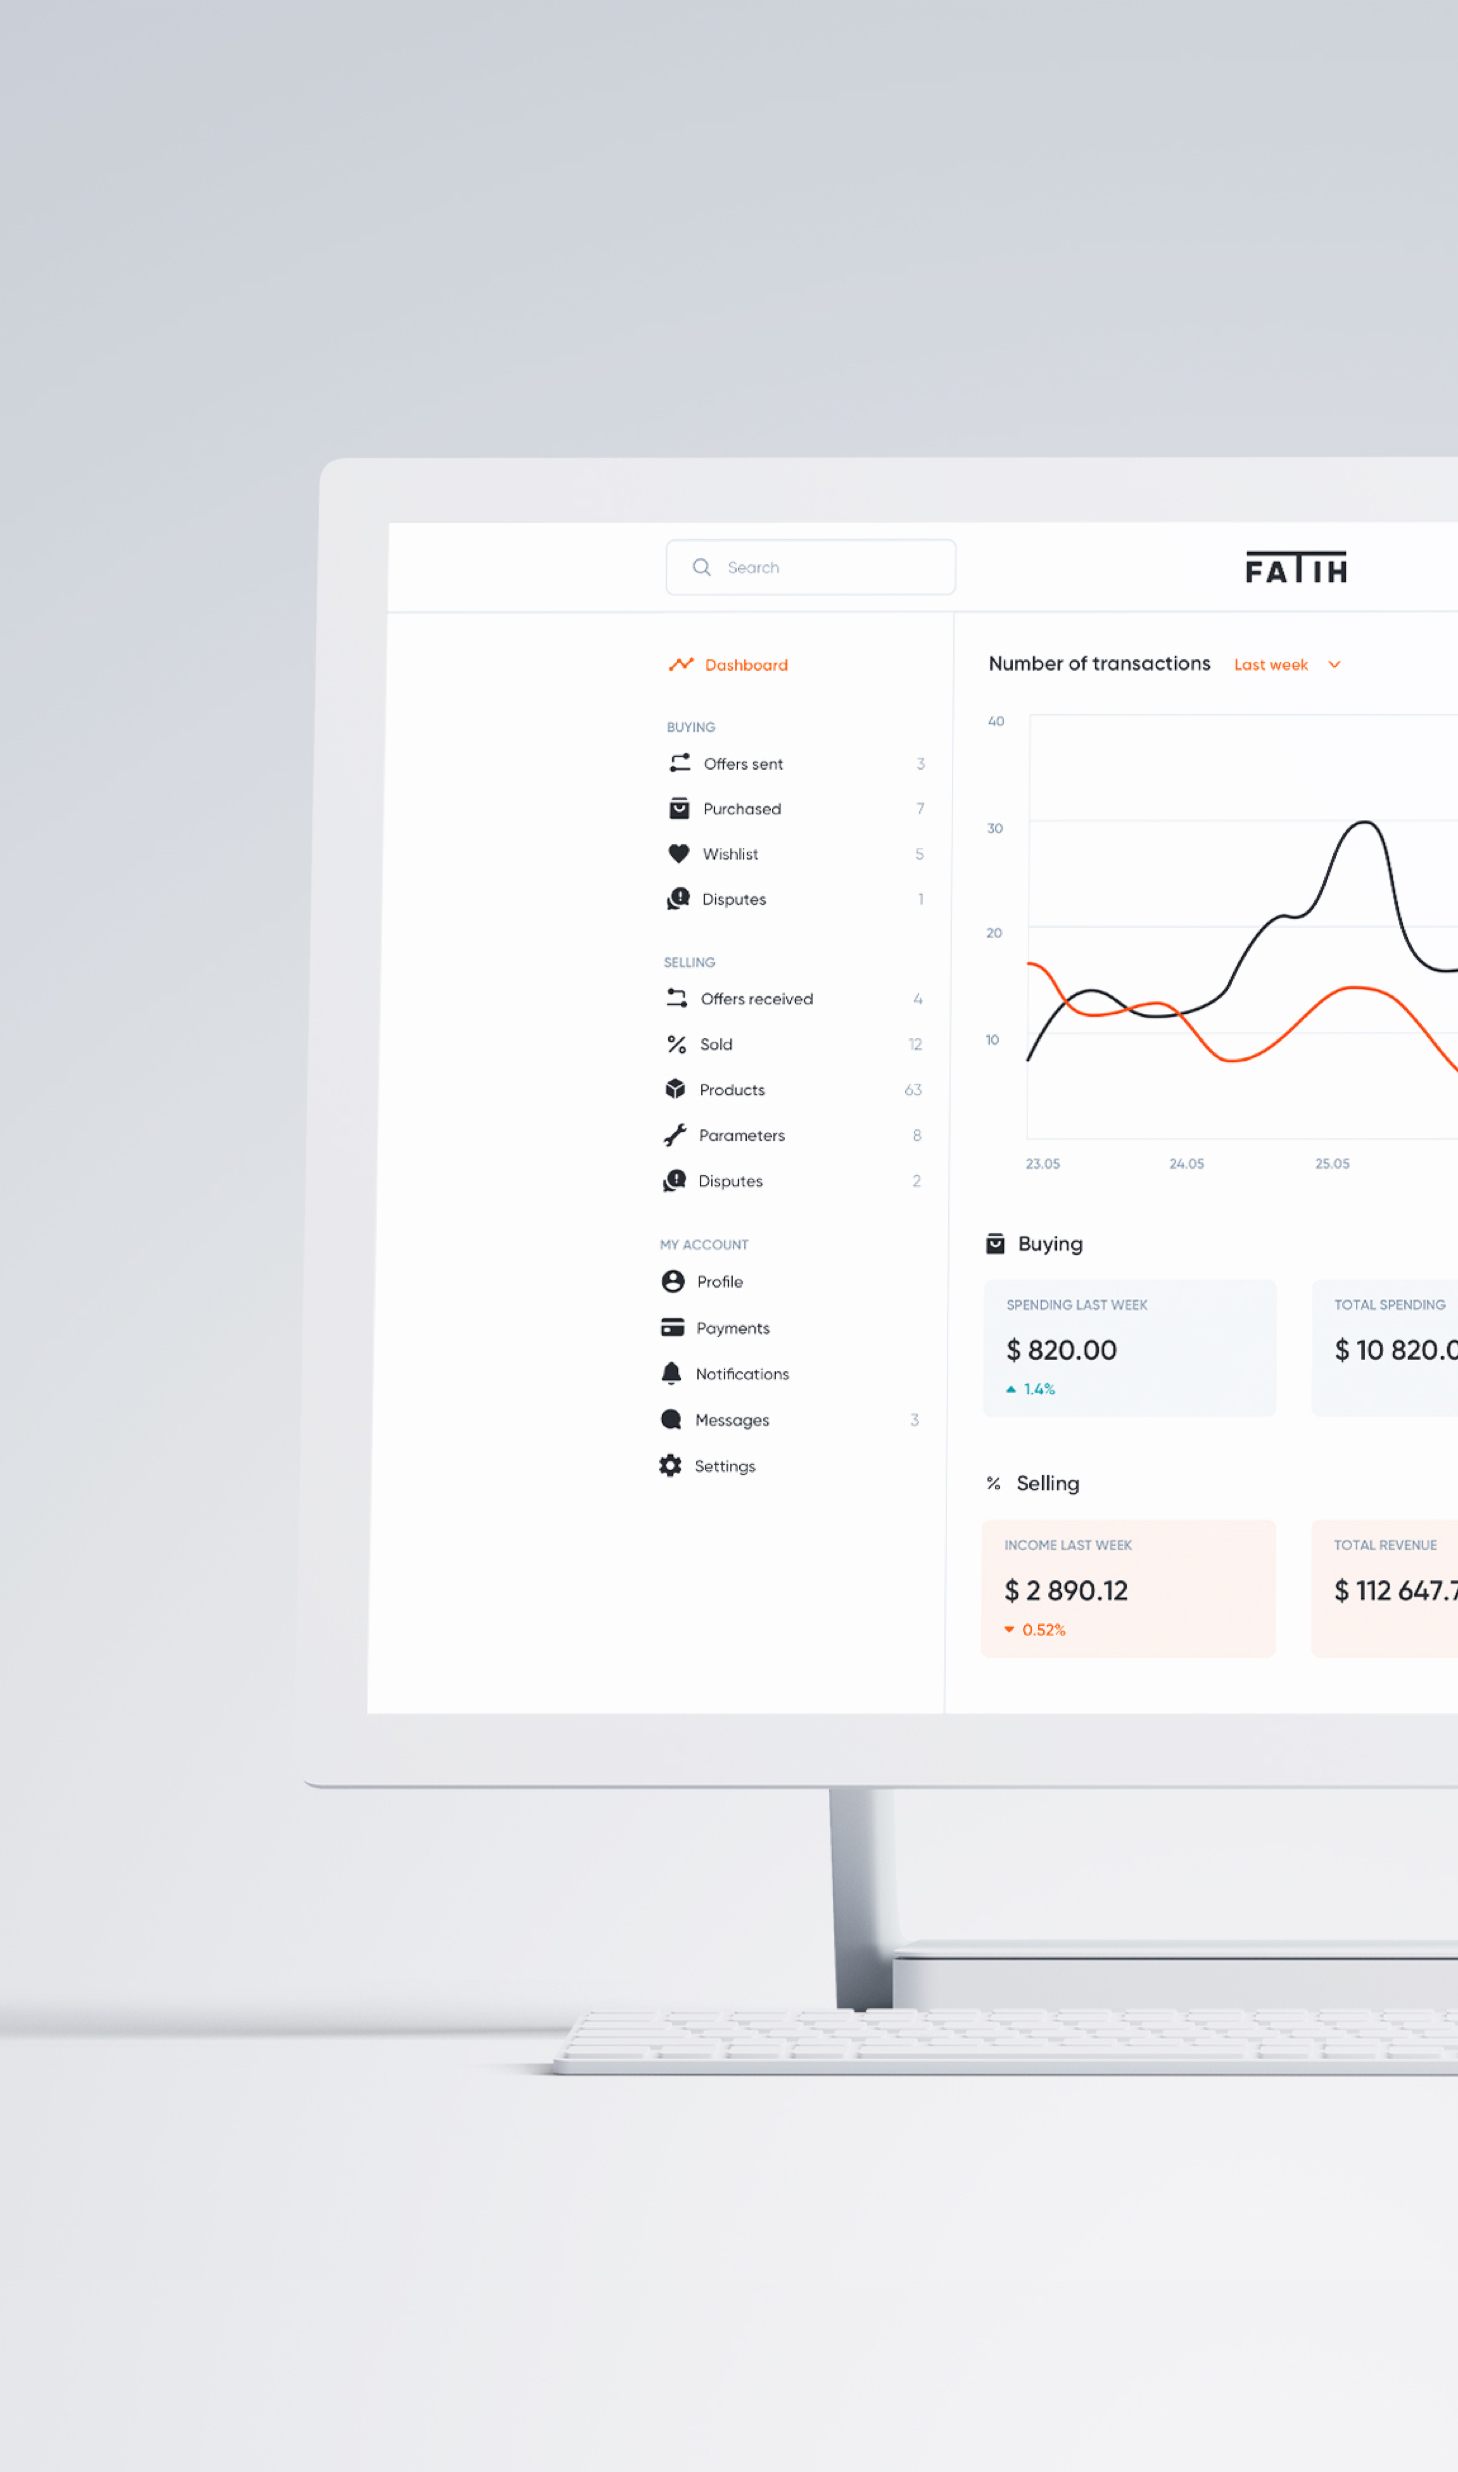 Search
FATIH
Dashboard
BUYING
Offers sent 3
Purchased 7
Wishlist 5
Disputes 1
SELLING
Offers received 4
Sold 12
Products 63
Parameters 8
Disputes 2
MY ACCOUNT
Profile
Payments
Notifications
Messages 3
Settings
Number of transactions Last week
40
30
20
10
23.05 24.05 25.05
Buying
SPENDING LAST WEEK
$ 820.00
1.4%
TOTAL SPENDING
$ 10 820.0
Selling
INCOME LAST WEEK
$ 2 890.12
0.52%
TOTAL REVENUE
$ 112 647.7